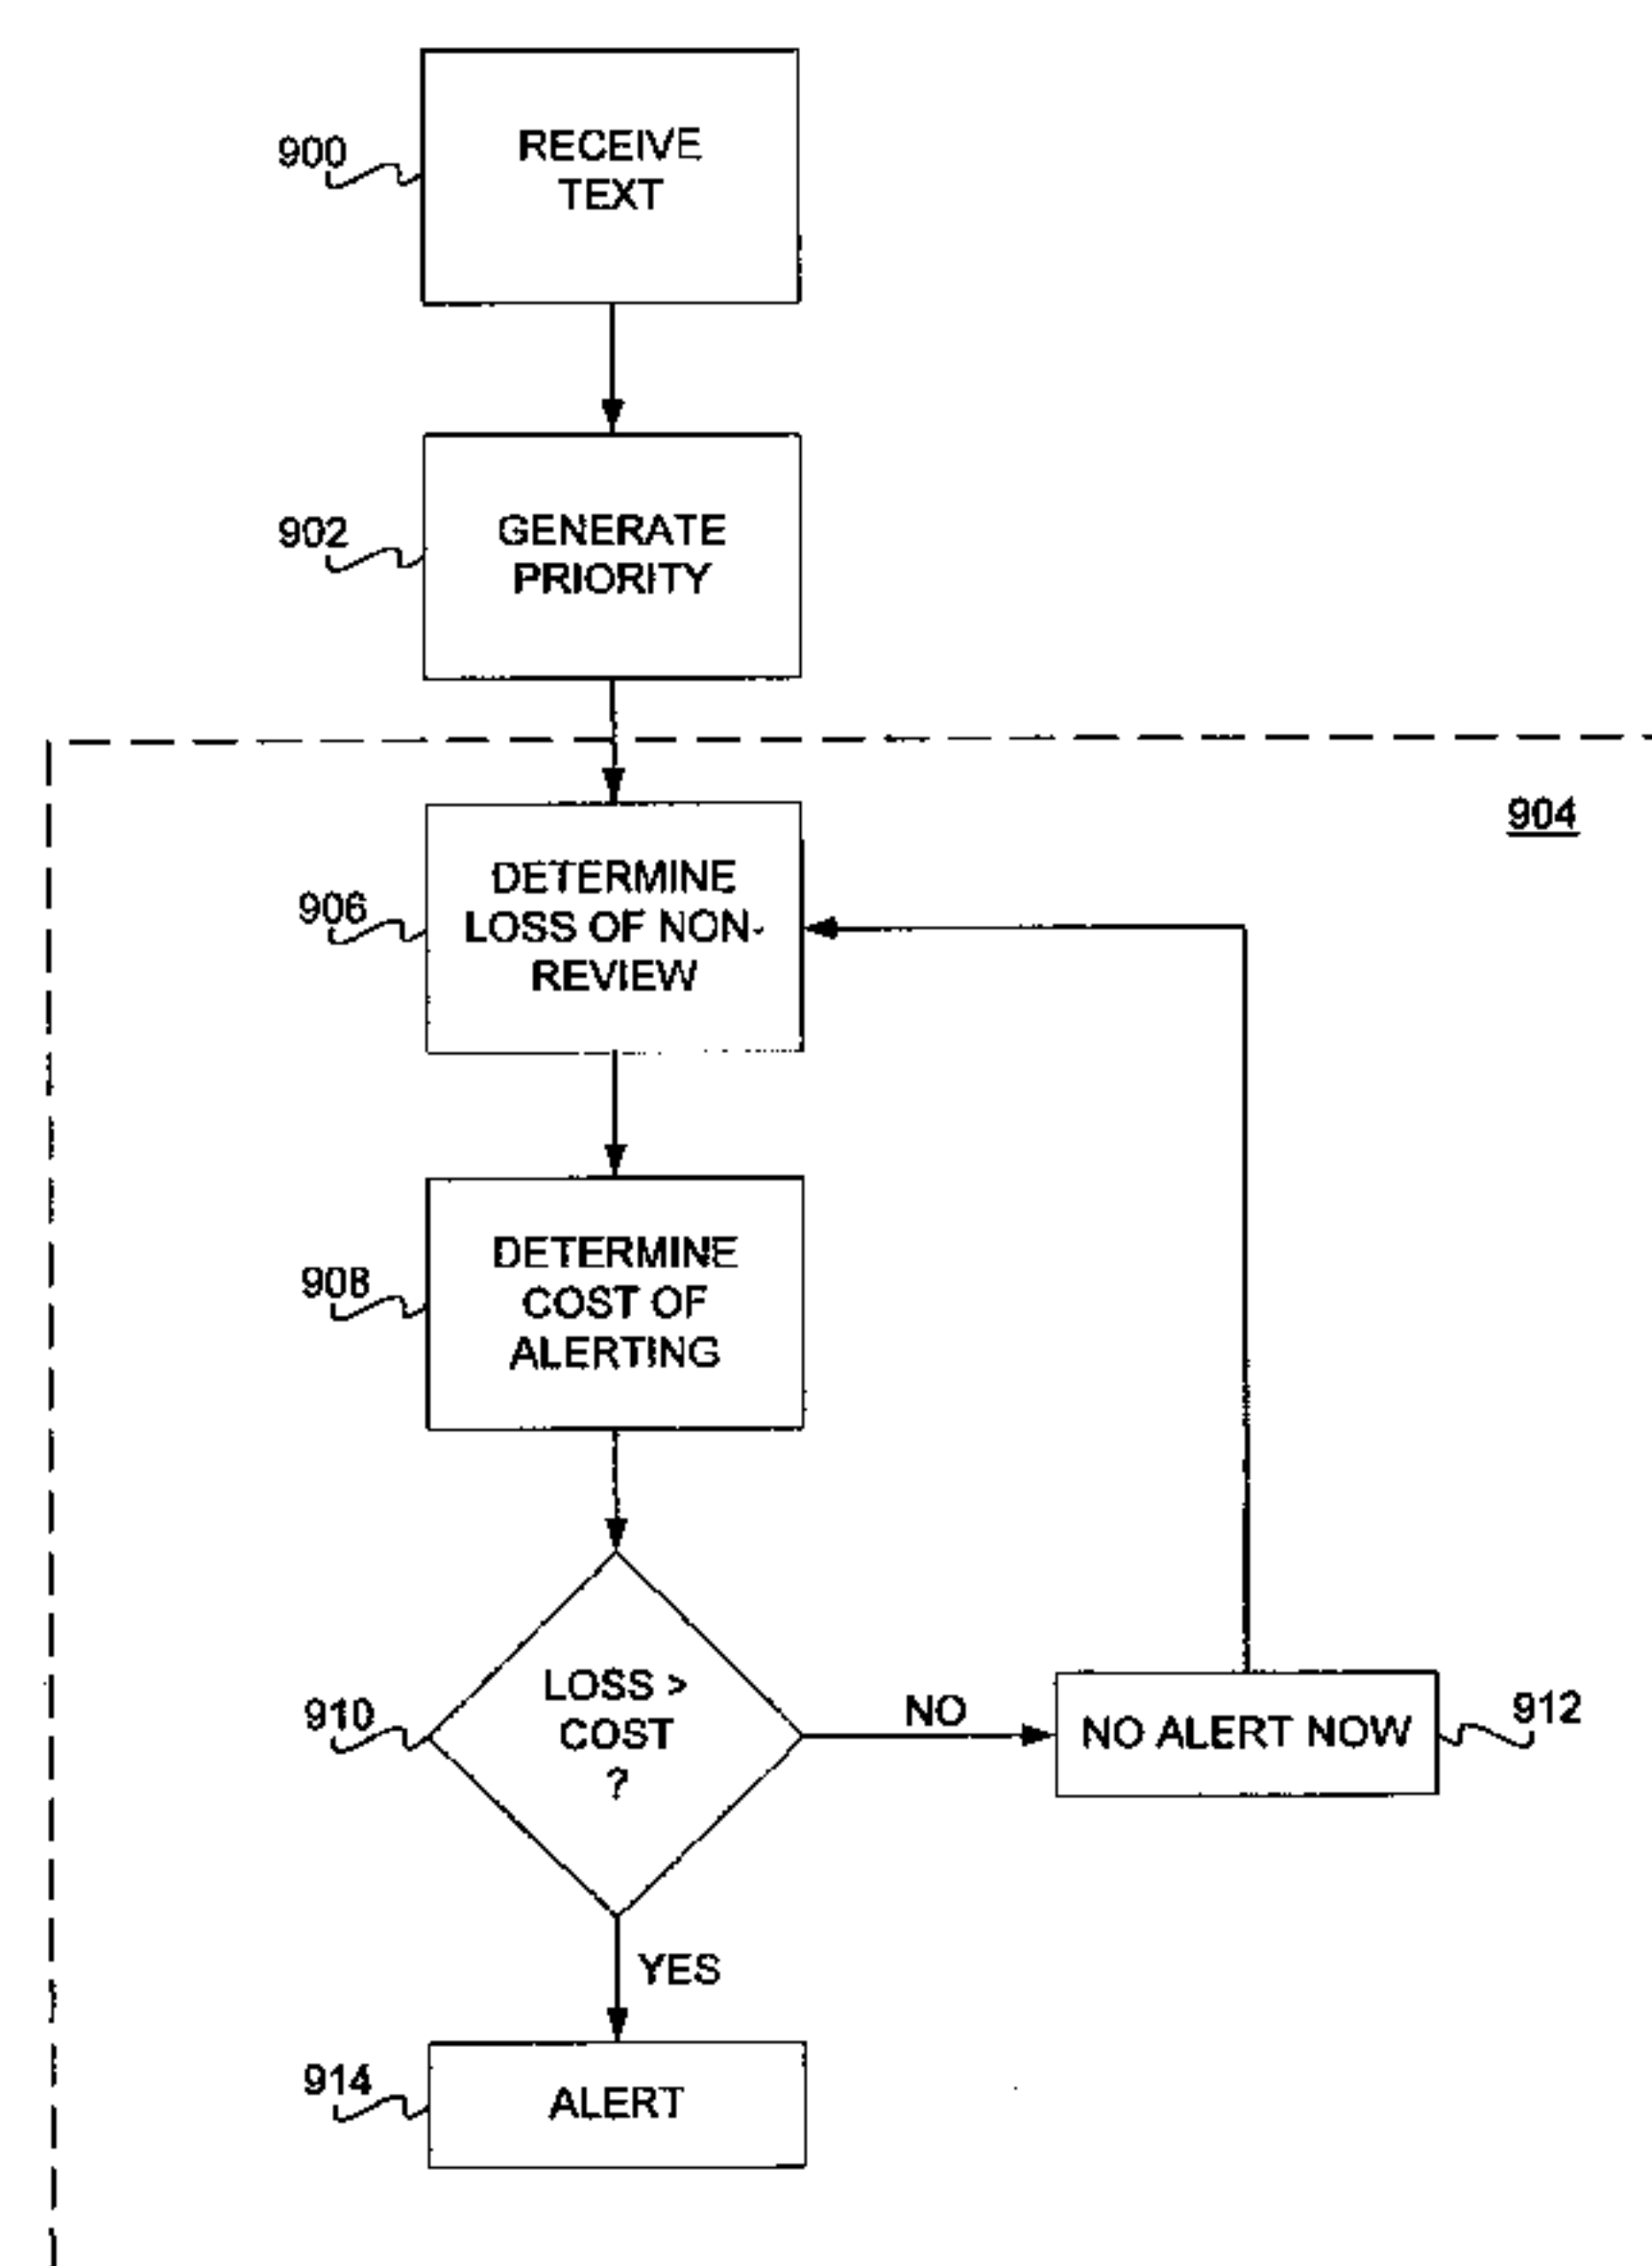 900
RECEIVE
TEXT
902
GENERATE
PRIORITY
904
906
DETERMINE
LOSS OF NON-
REVIEW
908
DETERMINE
COST OF
ALERTING
910
LOSS >
COST
?
NO
NO ALERT NOW
912
YES
914
ALERT